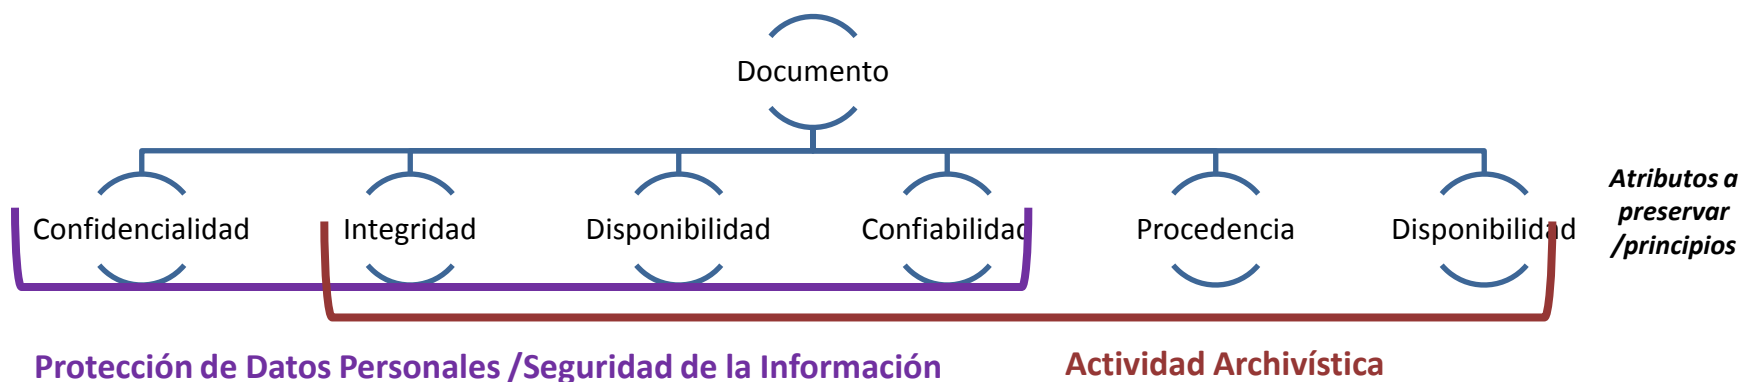 Documento
Confidencialidad
Integridad
Disponibilidad
Confiabilidad
Procedencia
Disponibilidad
Atributos a
preservar
/principios
Protección de Datos Personales /Seguridad de la Información
Actividad Archivística